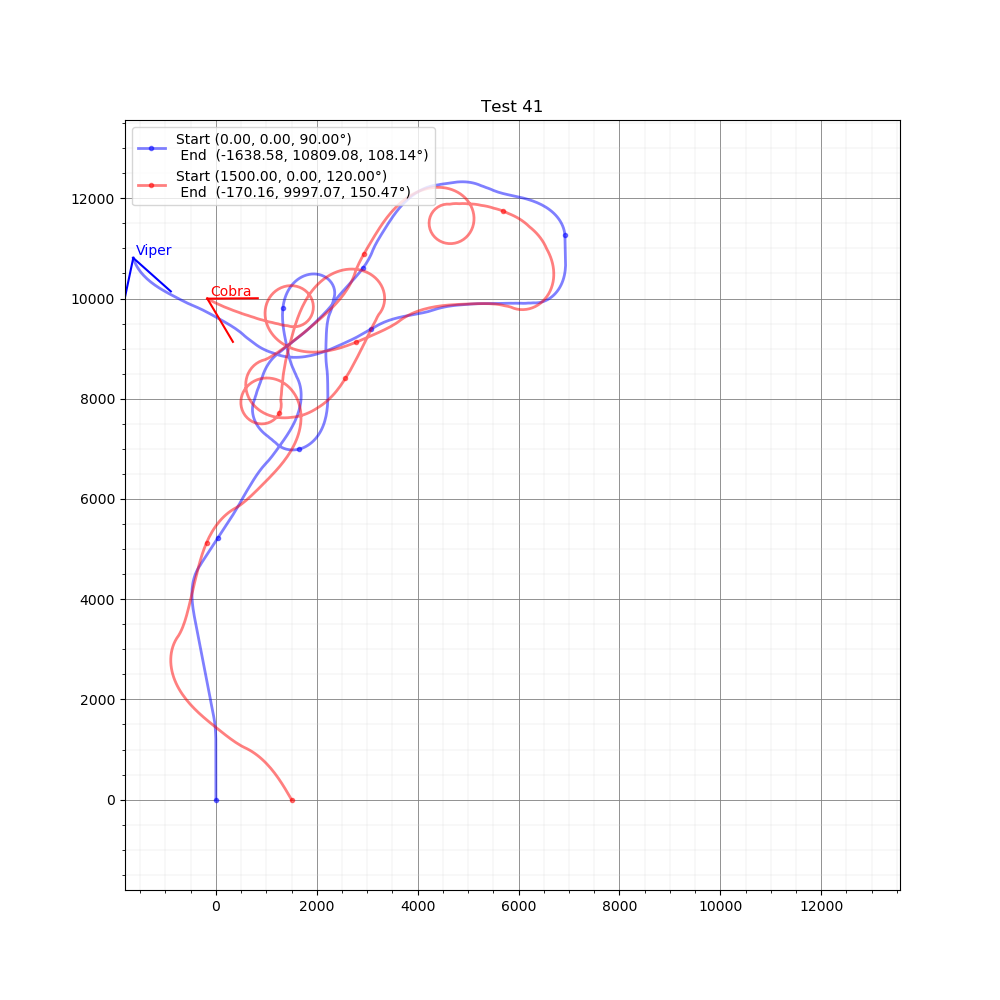 Test 41
Start (0.00, 0.00, 90.00°)
End (-1638.58, 10809.08, 108.14°)
Start (1500.00, 0.00, 120.00°)
End (-170.16, 9997.07, 150.47°)
Viper
Cobra
12000
10000
8000
6000
4000
2000
0
0 2000 4000 6000 8000 10000 12000